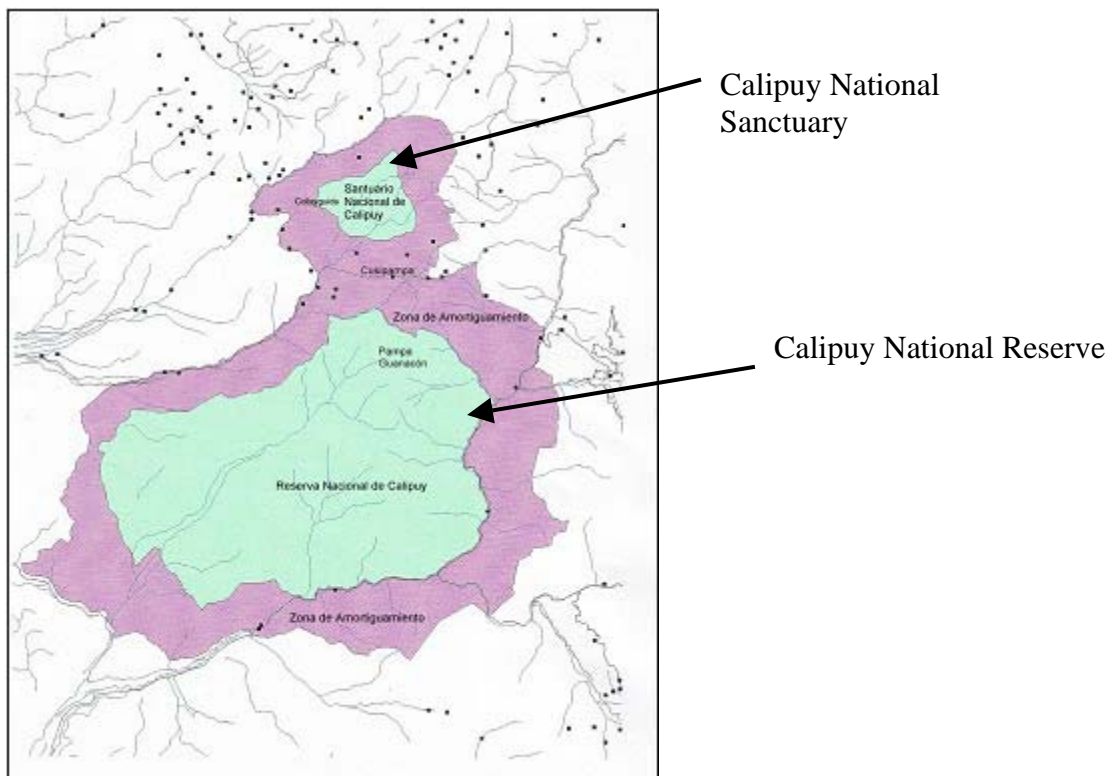 Calipuy National
Sanctuary
Santuario
Nacional de
Calipuy
Cusipampa
Zona de Amortiguamiento
Calipuy National Reserve
Pampa
Guanacón
Reserva Nacional de Calipuy
Zona de Amortiguamiento